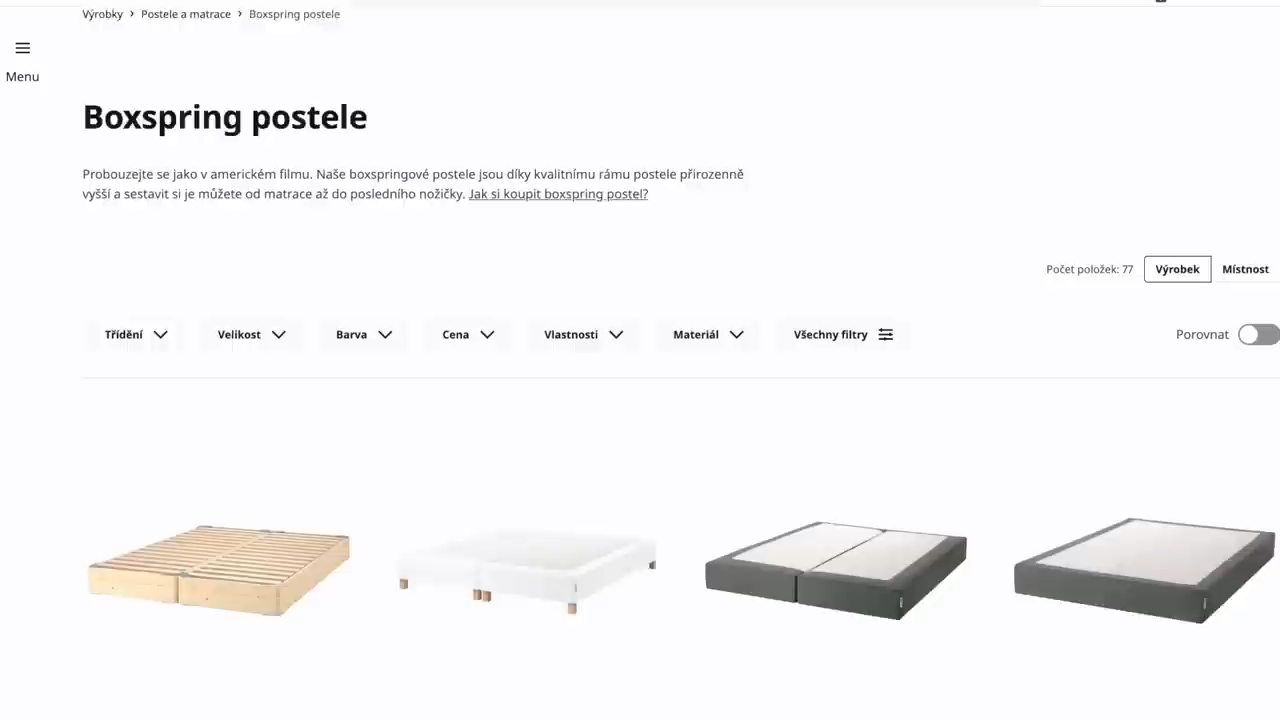 Výrobky › Postele a matrace › Boxspring postele
Menu
Boxspring postele
Probouzejte se jako v americkém filmu. Naše boxspringové postele jsou díky kvalitnímu rámu postele přirozeně
vyšší a sestavit si je můžete od matrace až do posledního nožičky. Jak si koupit boxspring postel?
Počet položek: 77 Výrobek Místnost
Třídění Velikost Barva Cena Vlastnosti Materiál Všechny filtry Porovnat